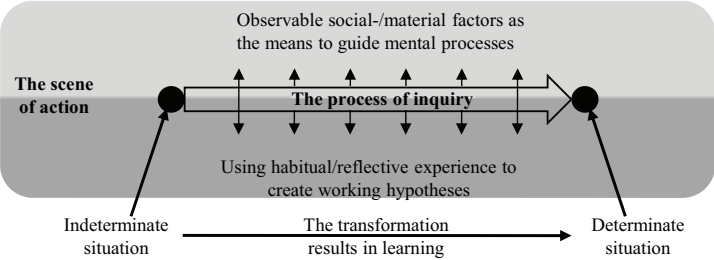 Observable social-/material factors as
the means to guide mental processes
The scene
of action
The process of inquiry
Using habitual/reflective experience to
create working hypotheses
Indeterminate
situation
The transformation
results in learning
Determinate
situation